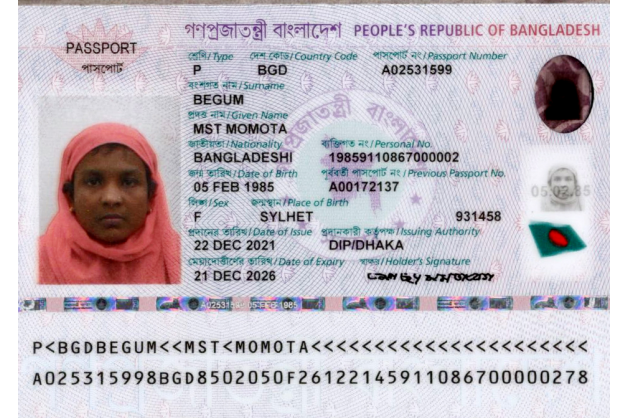 গণপ্রজাতন্ত্রী বাংলাদেশ PEOPLE'S REPUBLIC OF BANGLADESH
PASSPORT
পাসপোর্ট
শ্রেণি/Type দেশ কোড/Country Code পাসপোর্ট নং/Passport Number
P BGD A02531599
বংশগত নাম/Surname
BEGUM
প্রদত্ত নাম/Given Name
MST MOMOTA
জাতীয়তা/Nationality ব্যক্তিগত নং/Personal No.
BANGLADESHI 19859110867000002
জন্ম তারিখ/Date of Birth পূর্ববর্তী পাসপোর্ট নং/Previous Passport No.
05 FEB 1985 A00172137
লিঙ্গ/Sex জন্মস্থান/Place of Birth
F SYLHET 931458
প্রদানের তারিখ/Date of Issue প্রদানকারী কর্তৃপক্ষ/Issuing Authority
22 DEC 2021 DIP/DHAKA
মেয়াদোত্তীর্ণের তারিখ/Date of Expiry স্বাক্ষর/Holder's Signature
21 DEC 2026
P<BGDBEGUM<<MST<MOMOTA<<<<<<<<<<<<<<<<<<<<<<
A025315998BGD8502050F2612214591108670000​0278